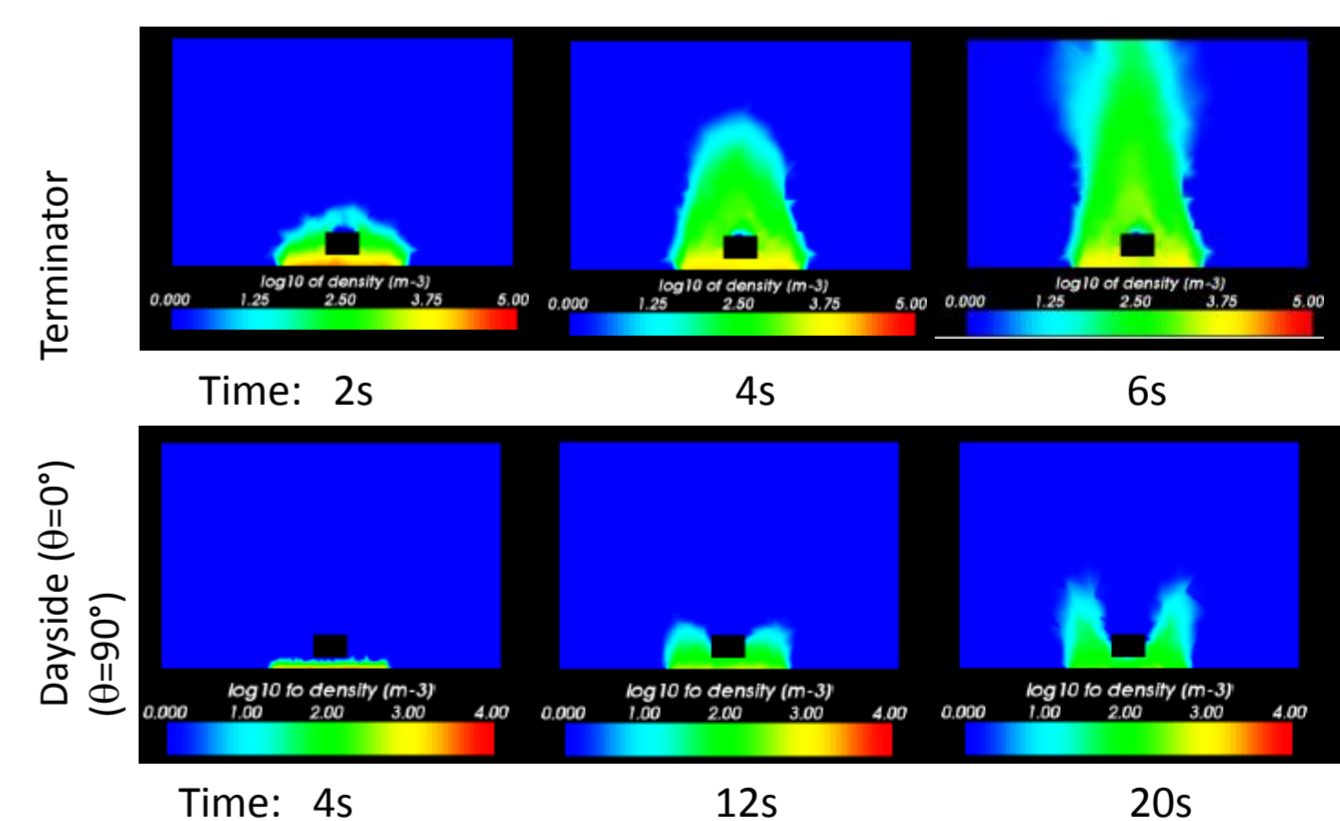 Terminator
log10 of density (m-3)
0.000 1.25 2.50 3.75 5.00
log10 of density (m-3)
0.000 1.25 2.50 3.75 5.00
log10 of density (m-3)
0.000 1.25 2.50 3.75 5.00
Time: 2s 4s 6s
Dayside (θ=0°)
(θ=90°)
log10 fo density (m-3)
0.000 1.00 2.00 3.00 4.00
log10 fo density (m-3)
0.000 1.00 2.00 3.00 4.00
log10 fo density (m-3)
0.000 1.00 2.00 3.00 4.00
Time: 4s 12s 20s